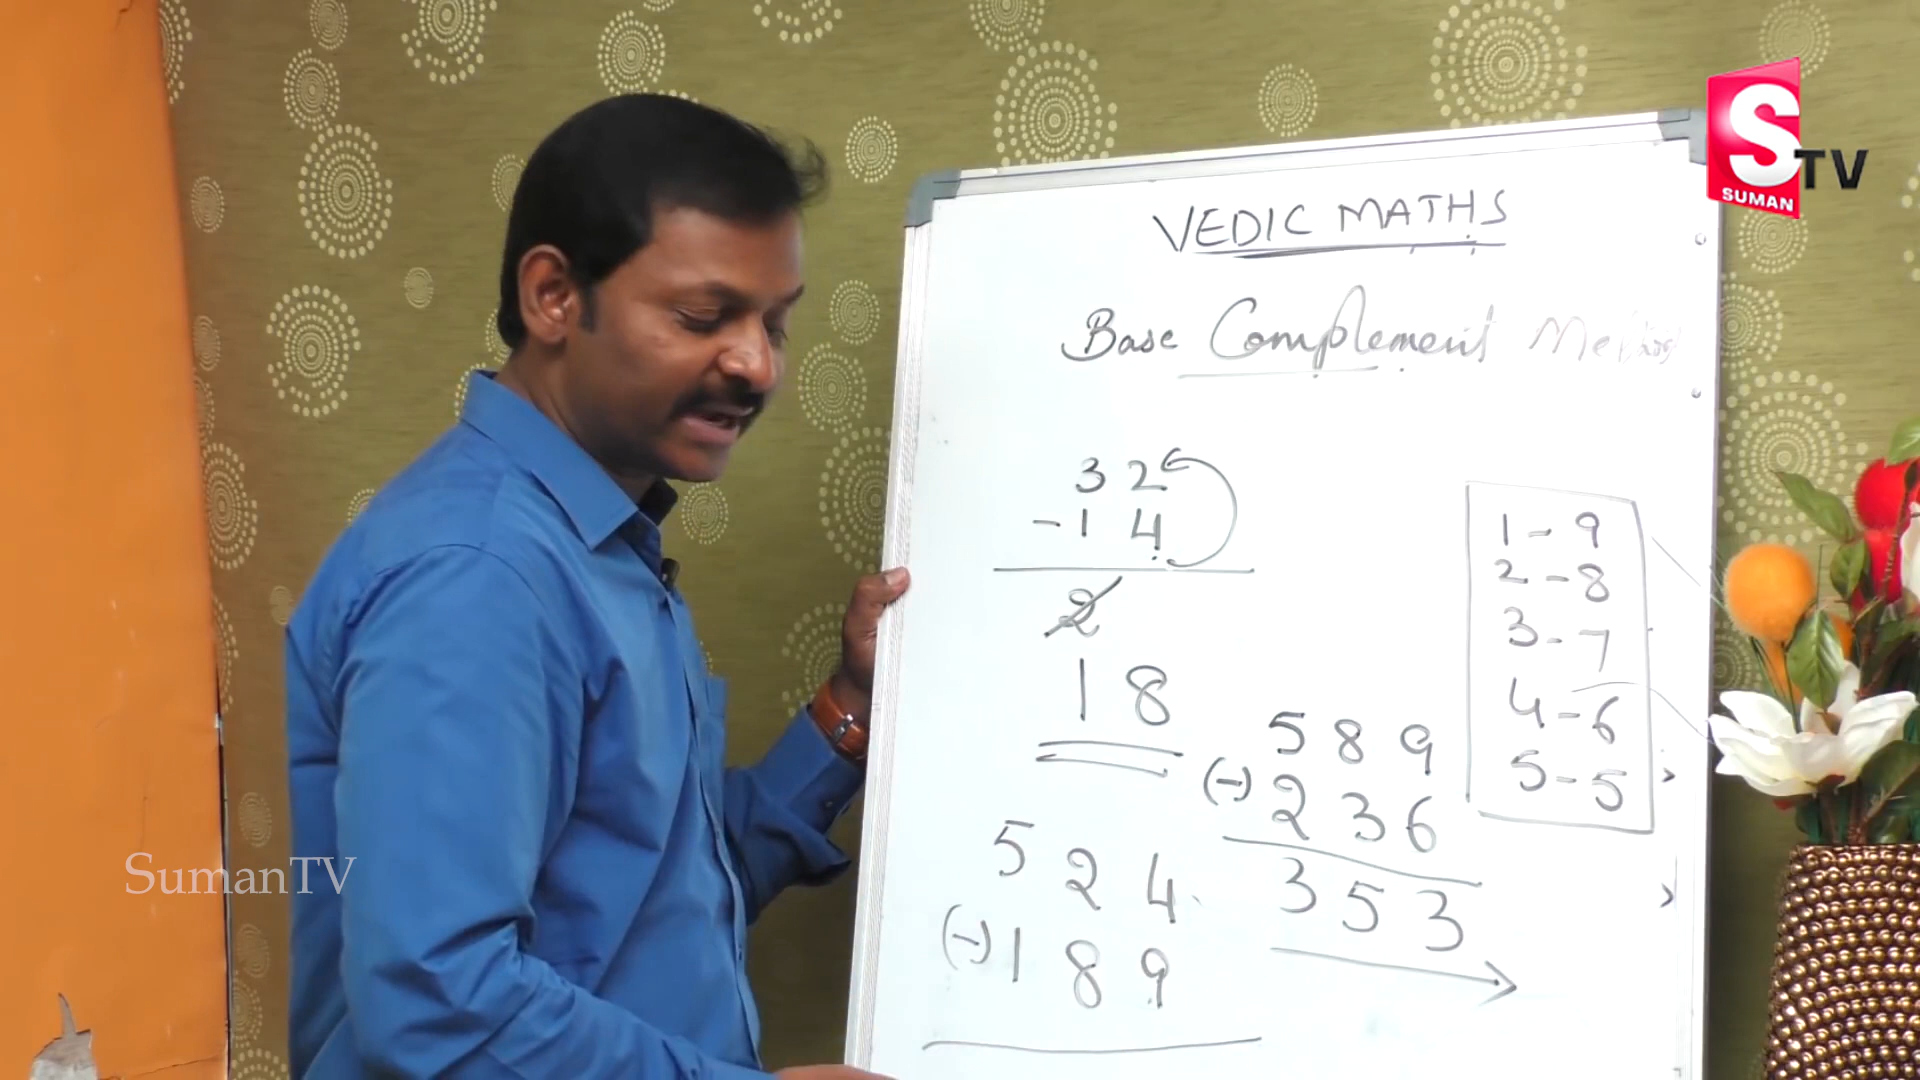 S TV
SUMAN
VEDIC MATHS
Base Complement Method
3 2
- 1 4
2
1 8
1 - 9
2 - 8
3 - 7
4 - 6
5 - 5
5 8 9
(-) 2 3 6
3 5 3
5 2 4
(-) 1 8 9
SumanTV